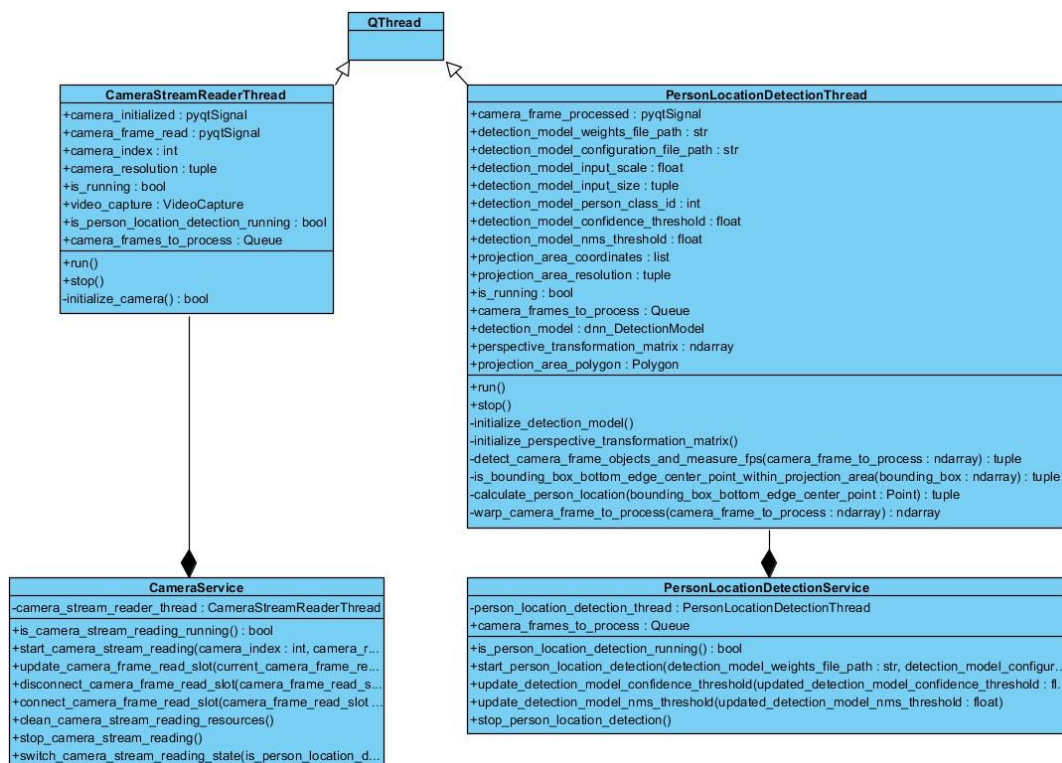 QThread
CameraStreamReaderThread
+camera_initialized : pyqtSignal
+camera_frame_read : pyqtSignal
+camera_index : int
+camera_resolution : tuple
+is_running : bool
+video_capture : VideoCapture
+is_person_location_detection_running : bool
+camera_frames_to_process : Queue
+run()
+stop()
-initialize_camera() : bool
PersonLocationDetectionThread
+camera_frame_processed : pyqtSignal
+detection_model_weights_file_path : str
+detection_model_configuration_file_path : str
+detection_model_input_scale : float
+detection_model_input_size : tuple
+detection_model_person_class_id : int
+detection_model_confidence_threshold : float
+detection_model_nms_threshold : float
+projection_area_coordinates : list
+projection_area_resolution : tuple
+is_running : bool
+camera_frames_to_process : Queue
+detection_model : dnn_DetectionModel
+perspective_transformation_matrix : ndarray
+projection_area_polygon : Polygon
+run()
+stop()
-initialize_detection_model()
-initialize_perspective_transformation_matrix()
-detect_camera_frame_objects_and_measure_fps(camera_frame_to_process : ndarray) : tuple
-is_bounding_box_bottom_edge_center_point_within_projection_area(bounding_box : ndarray) : tuple
-calculate_person_location(bounding_box_bottom_edge_center_point : Point) : tuple
-warp_camera_frame_to_process(camera_frame_to_process : ndarray) : ndarray
CameraService
-camera_stream_reader_thread : CameraStreamReaderThread
+is_camera_stream_reading_running() : bool
+start_camera_stream_reading(camera_index : int, camera_r...
+update_camera_frame_read_slot(current_camera_frame_re...
+disconnect_camera_frame_read_slot(camera_frame_read_s...
+connect_camera_frame_read_slot(camera_frame_read_slot ...
+clean_camera_stream_reading_resources()
+stop_camera_stream_reading()
+switch_camera_stream_reading_state(is_person_location_d...
PersonLocationDetectionService
-person_location_detection_thread : PersonLocationDetectionThread
+camera_frames_to_process : Queue
+is_person_location_detection_running() : bool
+start_person_location_detection(detection_model_weights_file_path : str, detection_model_configur...
+update_detection_model_confidence_threshold(updated_detection_model_confidence_threshold : fl...
+update_detection_model_nms_threshold(updated_detection_model_nms_threshold : float)
+stop_person_location_detection()